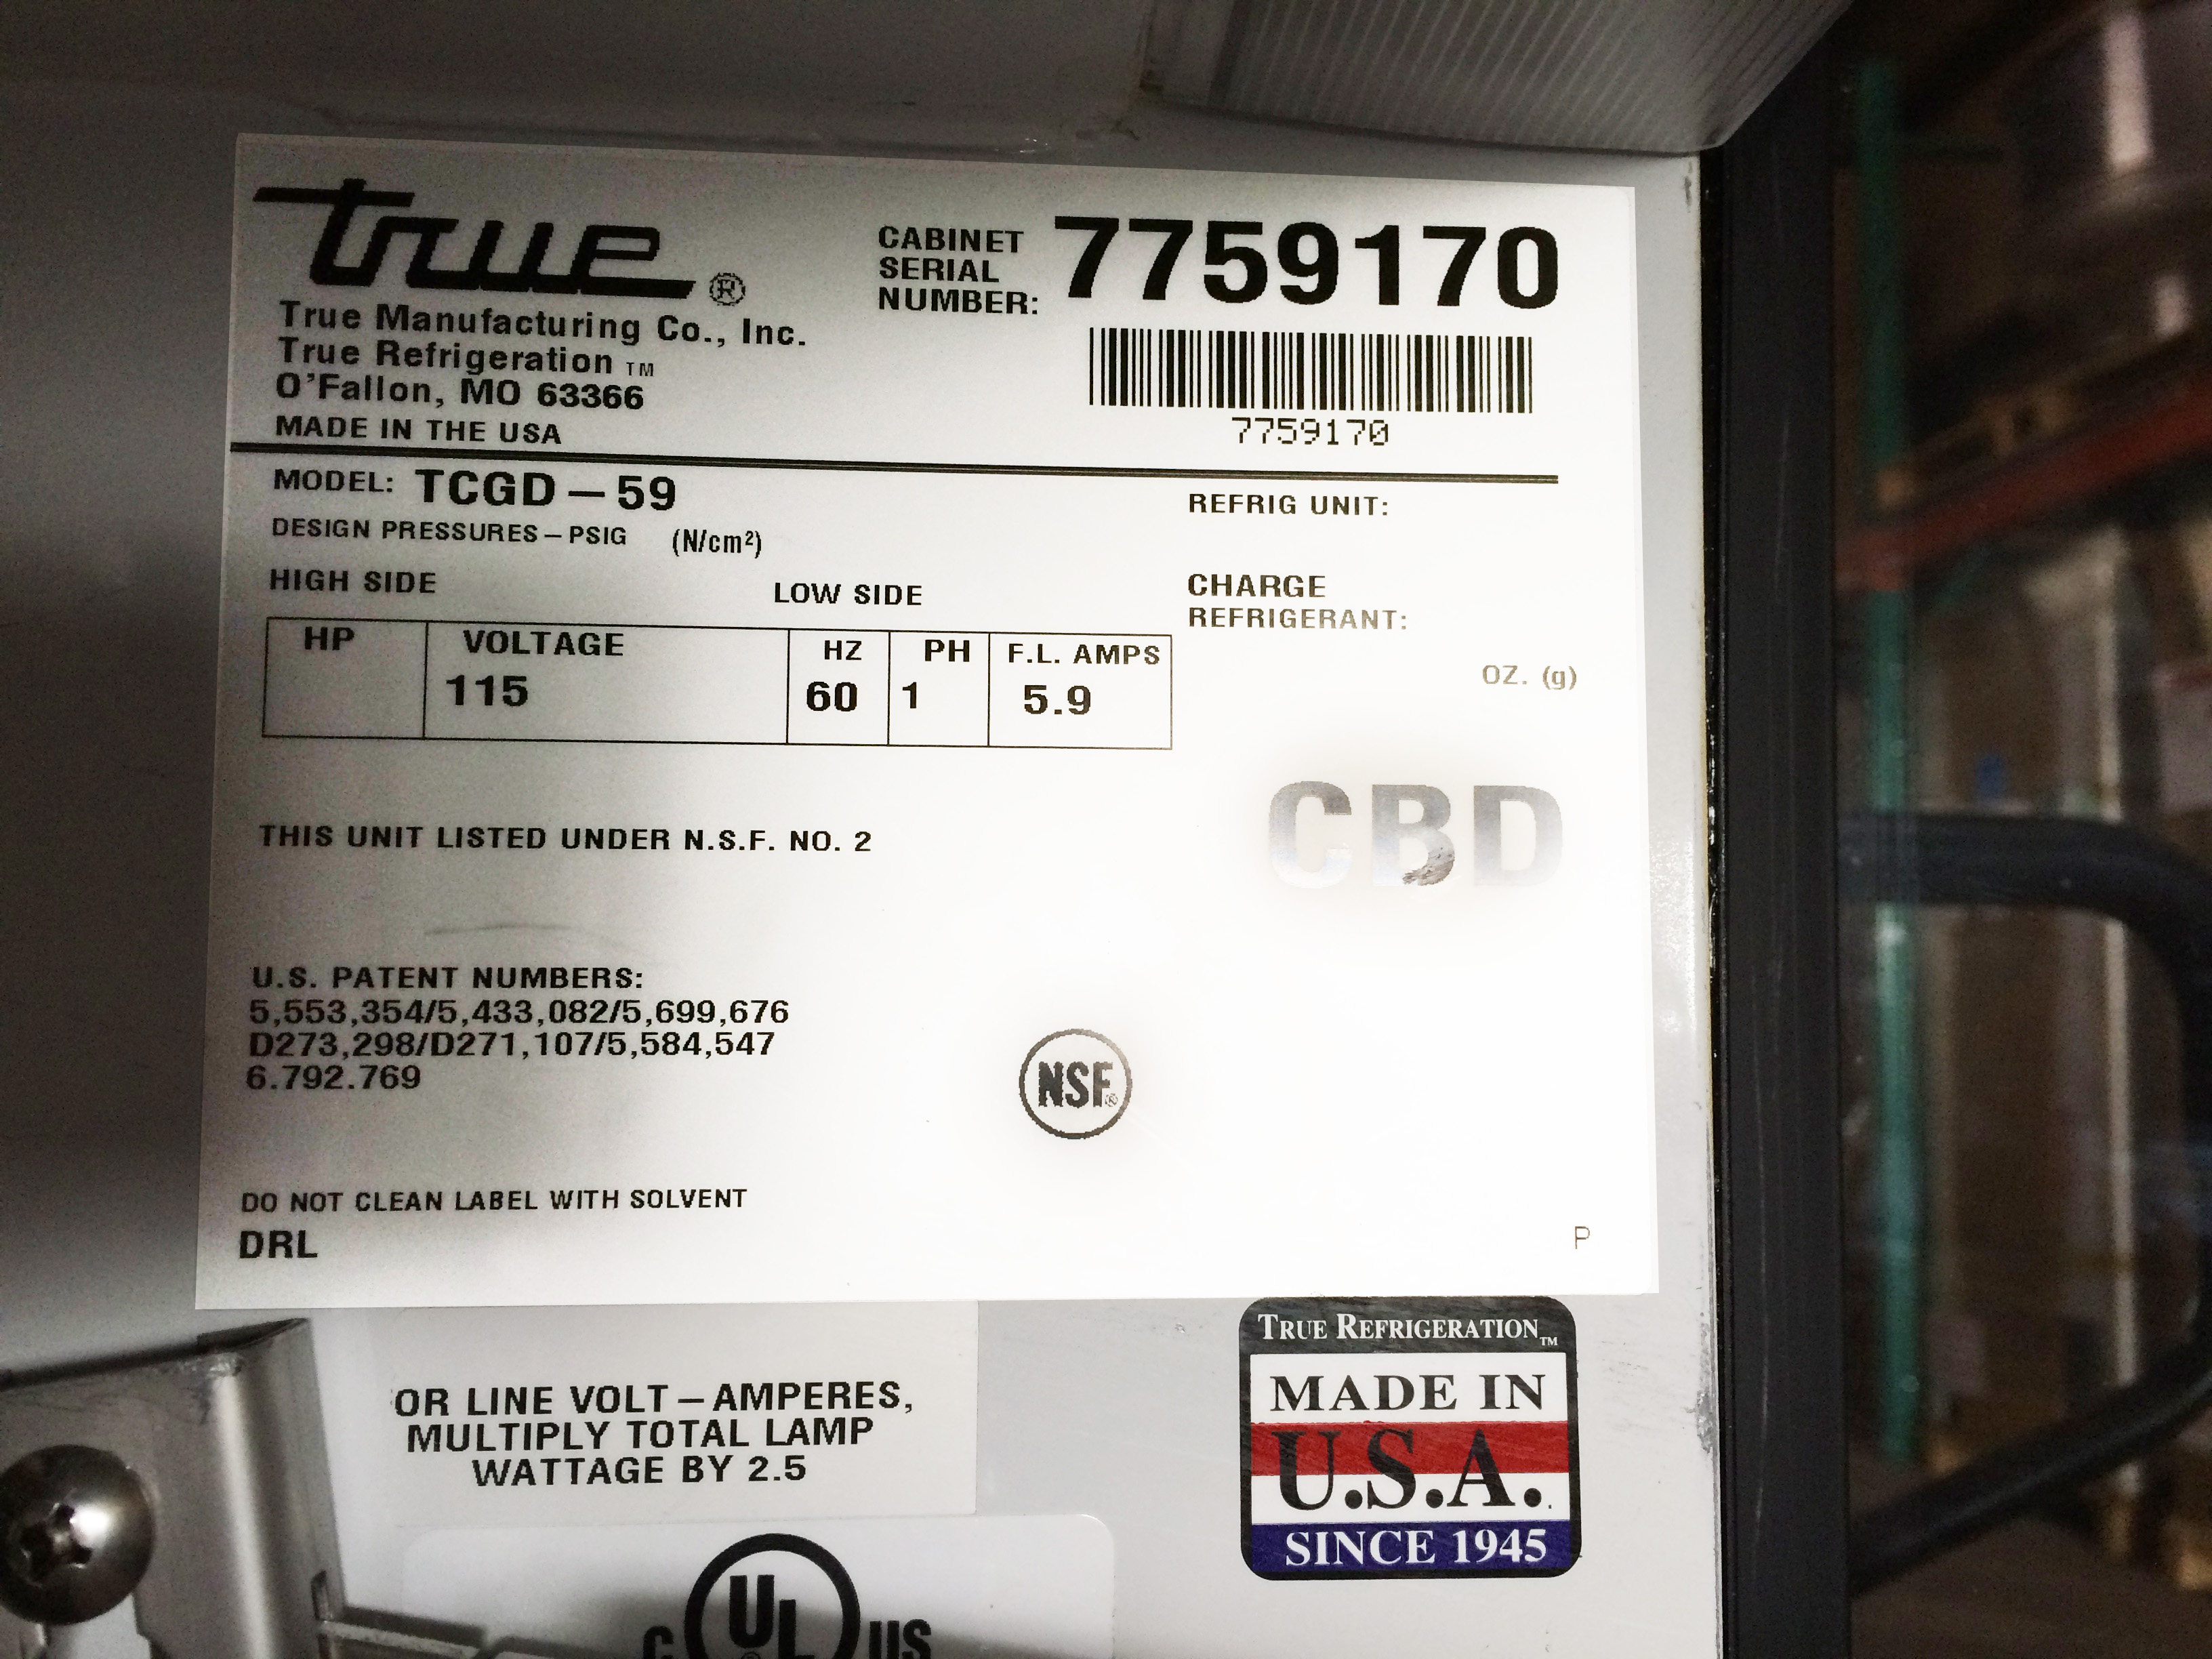 true®
True Manufacturing Co., Inc.
True Refrigeration TM
O'Fallon, MO 63366
MADE IN THE USA
CABINET
SERIAL
NUMBER: 7759170
7759170
MODEL: TCGD-59
DESIGN PRESSURES-PSIG (N/cm²)
HIGH SIDE LOW SIDE
REFRIG UNIT:
CHARGE
REFRIGERANT:
OZ. (g)
HP VOLTAGE HZ PH F.L. AMPS
115 60 1 5.9
CBD
THIS UNIT LISTED UNDER N.S.F. NO. 2
U.S. PATENT NUMBERS:
5,553,354/5,433,082/5,699,676
D273,298/D271,107/5,584,547
6.792.769
NSF®
DO NOT CLEAN LABEL WITH SOLVENT
DRL
P
OR LINE VOLT-AMPERES,
MULTIPLY TOTAL LAMP
WATTAGE BY 2.5
C UL US
TRUE REFRIGERATION TM
MADE IN
U.S.A.
SINCE 1945